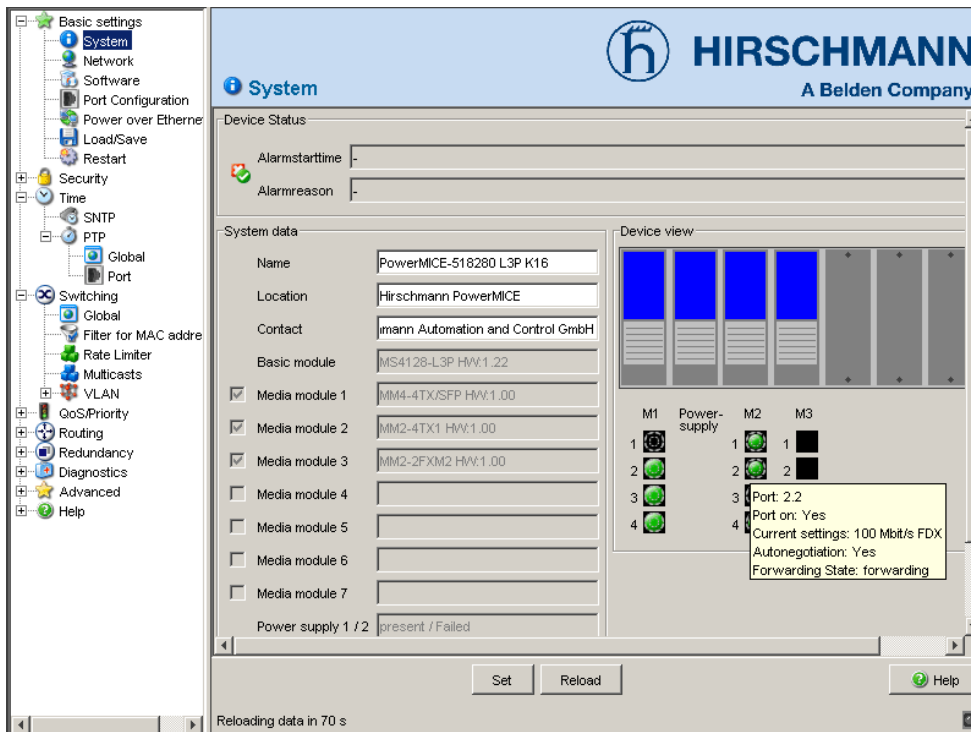 Basic settings
System
Network
Software
Port Configuration
Power over Etherne
Load/Save
Restart
Security
Time
SNTP
PTP
Global
Port
Switching
Global
Filter for MAC addre
Rate Limiter
Multicasts
VLAN
QoS/Priority
Routing
Redundancy
Diagnostics
Advanced
Help
HIRSCHMANN
A Belden Company
System
Device Status
Alarmstarttime -
Alarmreason -
System data
Name PowerMICE-518280 L3P K16
Location Hirschmann PowerMICE
Contact mann Automation and Control GmbH
Basic module MS4128-L3P HW:1.22
Media module 1 MM4-4TX/SFP HW:1.00
Media module 2 MM2-4TX1 HW:1.00
Media module 3 MM2-2FXM2 HW:1.00
Media module 4
Media module 5
Media module 6
Media module 7
Power supply 1 / 2 present / Failed
Device view
M1 Power-supply M2 M3
1 1 1
2 2 2
3 3
4 4
Port: 2.2
Port on: Yes
Current settings: 100 Mbit/s FDX
Autonegotiation: Yes
Forwarding State: forwarding
Set Reload Help
Reloading data in 70 s